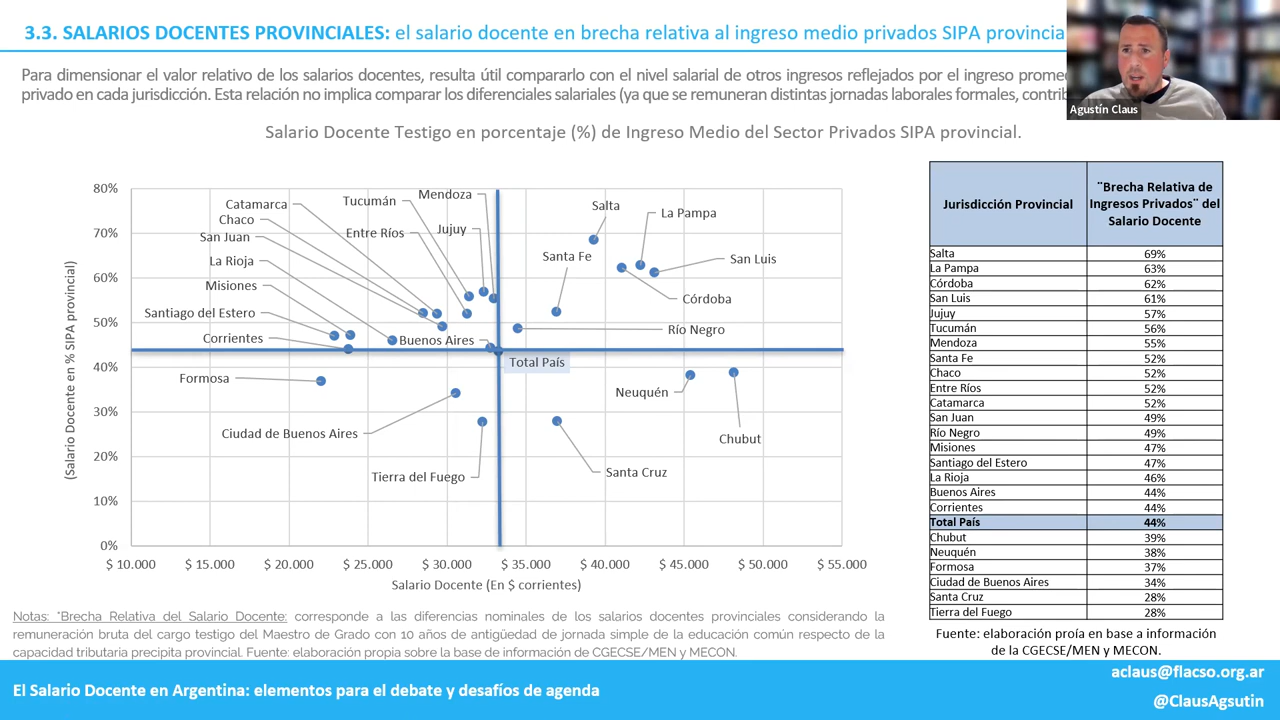 3.3. SALARIOS DOCENTES PROVINCIALES: el salario docente en brecha relativa al ingreso medio privados SIPA provincia
Para dimensionar el valor relativo de los salarios docentes, resulta útil compararlo con el nivel salarial de otros ingresos reflejados por el ingreso
privado en cada jurisdicción. Esta relación no implica comparar los diferenciales salariales (ya que se remuneran distintas jornadas laborales formales,
Agustín Claus
Salario Docente Testigo en porcentaje (%) de Ingreso Medio del Sector Privados SIPA provincial.
(Salario Docente en % SIPA provincial)
80%
70%
60%
50%
40%
30%
20%
10%
0%
Mendoza
Catamarca
Tucumán
Chaco
San Juan
Entre Ríos
Jujuy
La Rioja
Misiones
Santiago del Estero
Corrientes
Buenos Aires
Formosa
Ciudad de Buenos Aires
Tierra del Fuego
Salta
La Pampa
Santa Fe
San Luis
Córdoba
Río Negro
Total País
Neuquén
Chubut
Santa Cruz
$ 10.000 $ 15.000 $ 20.000 $ 25.000 $ 30.000 $ 35.000 $ 40.000 $ 45.000 $ 50.000 $ 55.000
Salario Docente (En $ corrientes)
Jurisdicción Provincial
¨Brecha Relativa de
Ingresos Privados¨ del
Salario Docente
Salta 69%
La Pampa 63%
Córdoba 62%
San Luis 61%
Jujuy 57%
Tucumán 56%
Mendoza 55%
Santa Fe 52%
Chaco 52%
Entre Ríos 52%
Catamarca 52%
San Juan 49%
Río Negro 49%
Misiones 47%
Santiago del Estero 47%
La Rioja 46%
Buenos Aires 44%
Corrientes 44%
Total País 44%
Chubut 39%
Neuquén 38%
Formosa 37%
Ciudad de Buenos Aires 34%
Santa Cruz 28%
Tierra del Fuego 28%
Fuente: elaboración proía en base a información
de la CGECSE/MEN y MECON.
Notas: *Brecha Relativa del Salario Docente: corresponde a las diferencias nominales de los salarios docentes provinciales considerando la
remuneración bruta del cargo testigo del Maestro de Grado con 10 años de antigüedad de jornada simple de la educación común respecto de la
capacidad tributaria precipita provincial. Fuente: elaboración propia sobre la base de información de CGECSE/MEN y MECON.
El Salario Docente en Argentina: elementos para el debate y desafíos de agenda
aclaus@flacso.org.ar
@ClausAgsutin